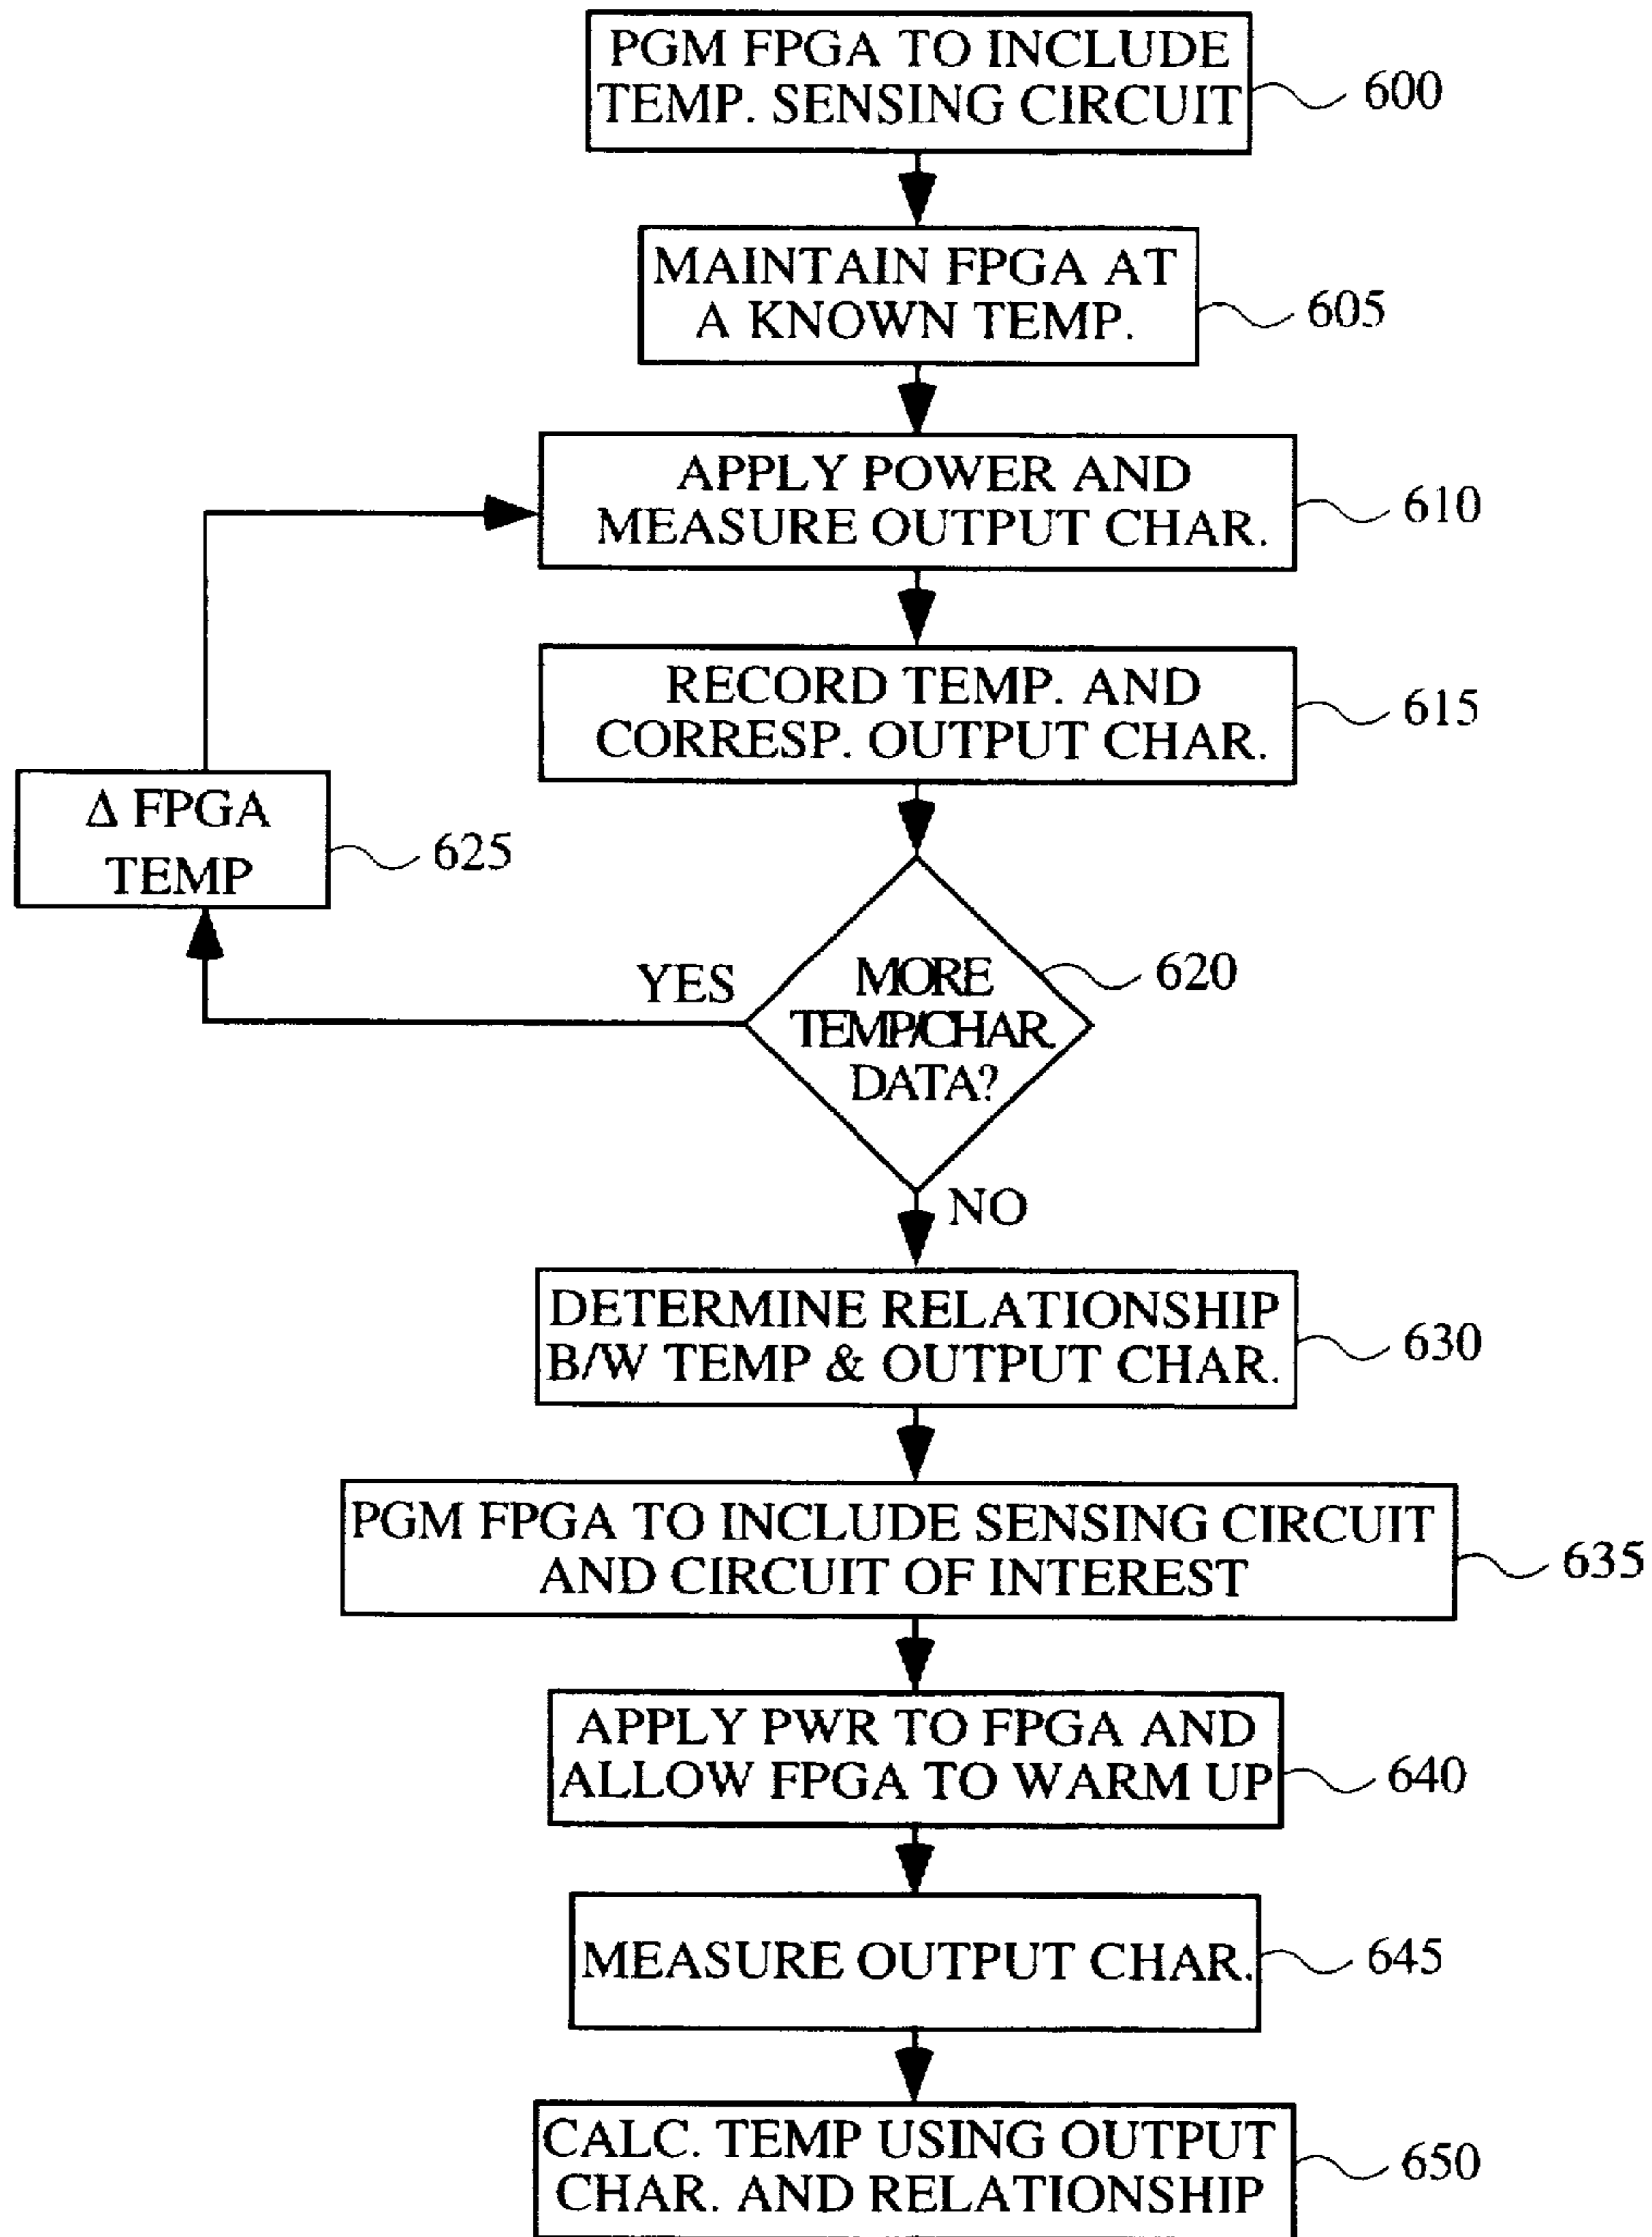 PGM FPGA TO INCLUDE
TEMP. SENSING CIRCUIT
600
MAINTAIN FPGA AT
A KNOWN TEMP.
605
APPLY POWER AND
MEASURE OUTPUT CHAR.
610
RECORD TEMP. AND
CORRESP. OUTPUT CHAR.
615
Δ FPGA
TEMP
625
YES
MORE
TEMP/CHAR.
DATA?
620
NO
DETERMINE RELATIONSHIP
B/W TEMP & OUTPUT CHAR.
630
PGM FPGA TO INCLUDE SENSING CIRCUIT
AND CIRCUIT OF INTEREST
635
APPLY PWR TO FPGA AND
ALLOW FPGA TO WARM UP
640
MEASURE OUTPUT CHAR.
645
CALC. TEMP USING OUTPUT
CHAR. AND RELATIONSHIP
650